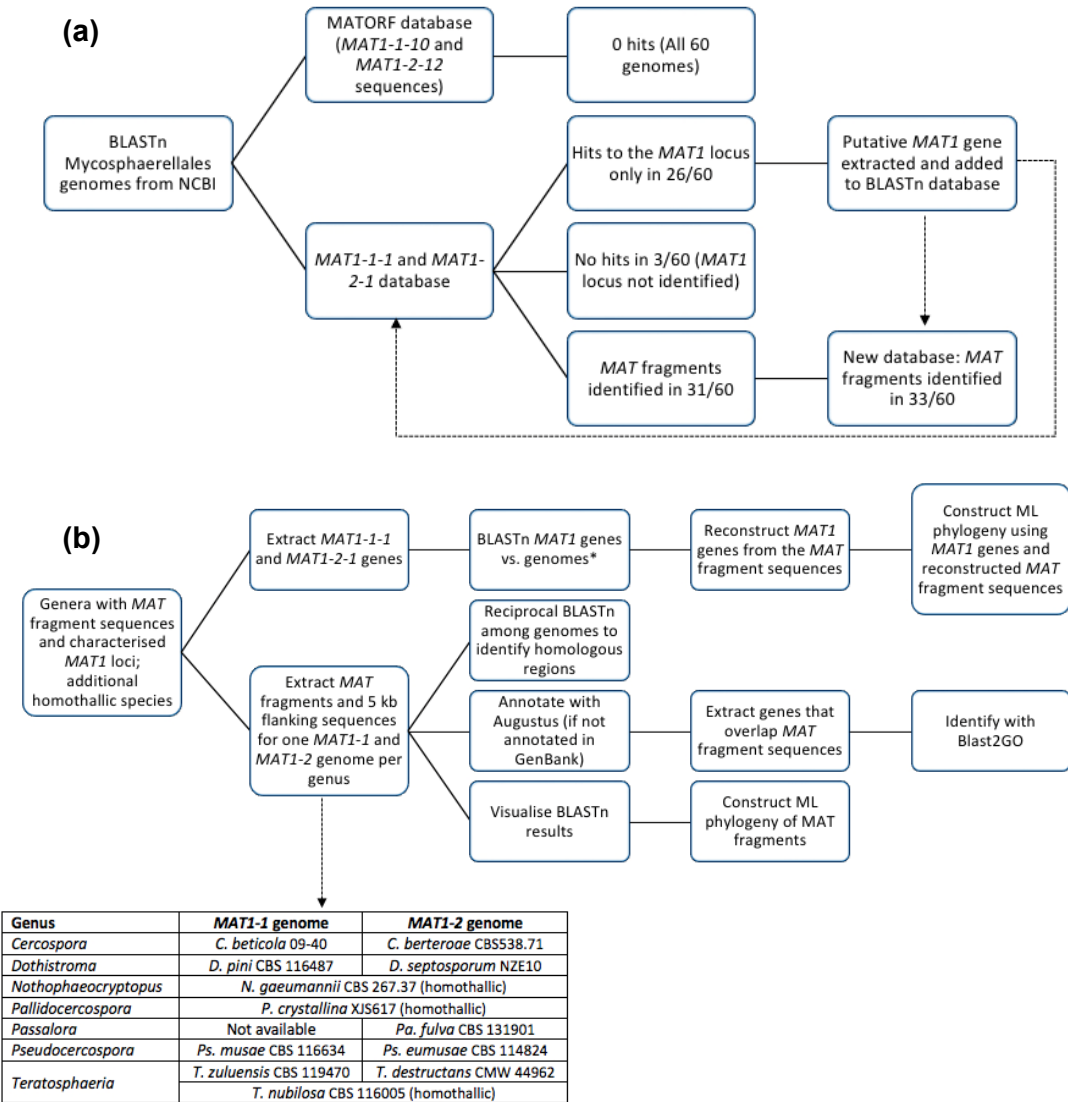 (a)
MATORF database
(MAT1-1-10 and
MAT1-2-12
sequences)
0 hits (All 60
genomes)
BLASTn
Mycosphaerellales
genomes from NCBI
Hits to the MAT1 locus
only in 26/60
Putative MAT1 gene
extracted and added
to BLASTn database
MAT1-1-1 and MAT1-
2-1 database
No hits in 3/60 (MAT1
locus not identified)
MAT fragments
identified in 31/60
New database: MAT
fragments identified
in 33/60
(b)
Extract MAT1-1-1
and MAT1-2-1 genes
BLASTn MAT1 genes
vs. genomes*
Reconstruct MAT1
genes from the MAT
fragment sequences
Construct ML
phylogeny using
MAT1 genes and
reconstructed MAT
fragment sequences
Genera with MAT
fragment sequences
and characterised
MAT1 loci;
additional
homothallic species
Reciprocal BLASTn
among genomes to
identify homologous
regions
Extract MAT
fragments and 5 kb
flanking sequences
for one MAT1-1 and
MAT1-2 genome per
genus
Annotate with
Augustus (if not
annotated in
GenBank)
Extract genes that
overlap MAT
fragment sequences
Identify with
Blast2GO
Visualise BLASTn
results
Construct ML
phylogeny of MAT
fragments
Genus MAT1-1 genome MAT1-2 genome
Cercospora C. beticola 09-40 C. berteroae CBS538.71
Dothistroma D. pini CBS 116487 D. septosporum NZE10
Nothophaeocryptopus N. gaeumannii CBS 267.37 (homothallic)
Pallidocercospora P. crystallina XJS617 (homothallic)
Passalora Not available Pa. fulva CBS 131901
Pseudocercospora Ps. musae CBS 116634 Ps. eumusae CBS 114824
Teratosphaeria T. zuluensis CBS 119470 T. destructans CMW 44962
T. nubilosa CBS 116005 (homothallic)